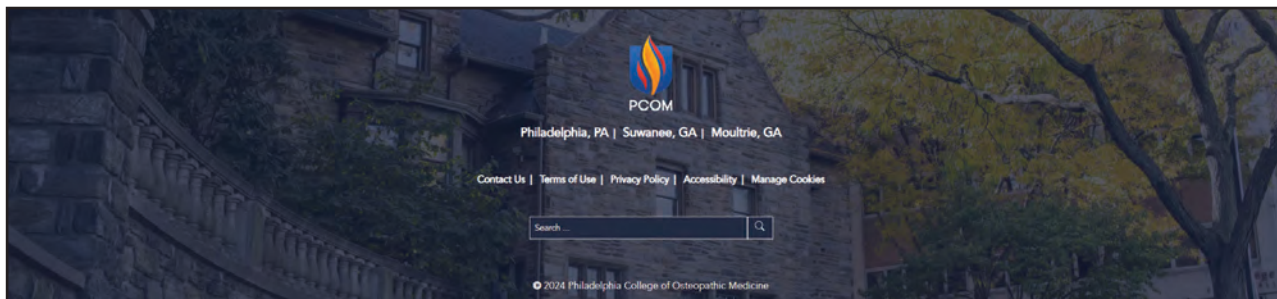 PCOM
Philadelphia, PA | Suwanee, GA | Moultrie, GA
Contact Us | Terms of Use | Privacy Policy | Accessibility | Manage Cookies
Search ...
© 2024 Philadelphia College of Osteopathic Medicine